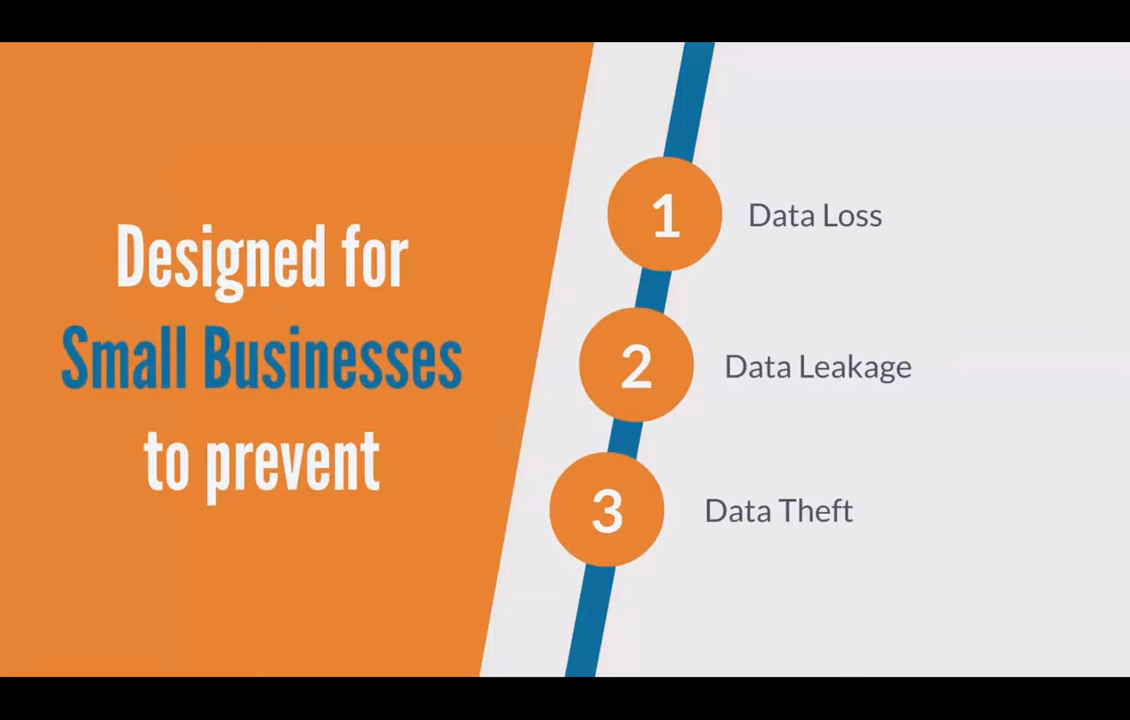 Designed for
Small Businesses
to prevent
1 Data Loss
2 Data Leakage
3 Data Theft